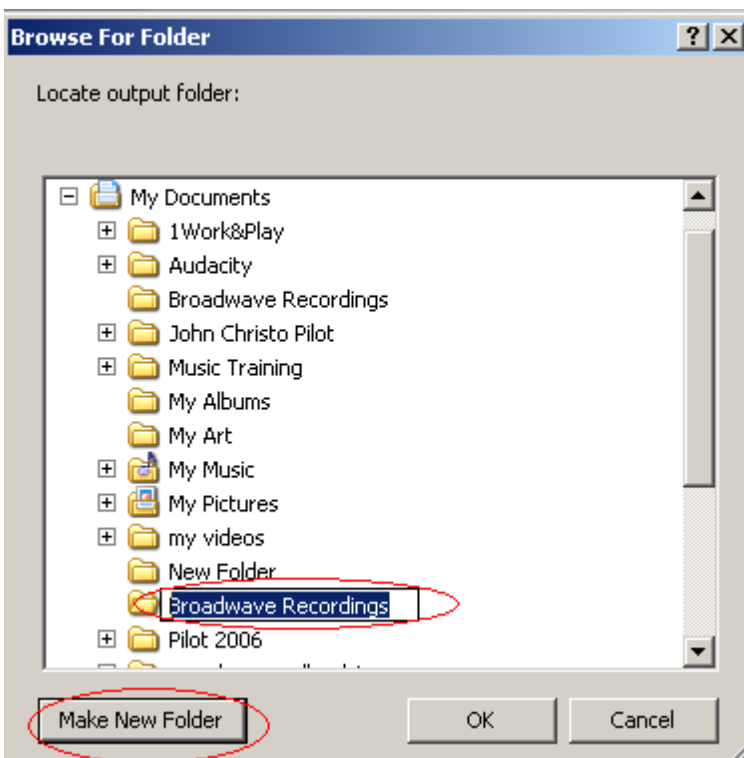 Browse For Folder
Locate output folder:
My Documents
1Work&Play
Audacity
Broadwave Recordings
John Christo Pilot
Music Training
My Albums
My Art
My Music
My Pictures
my videos
New Folder
Broadwave Recordings
Pilot 2006
Make New Folder OK Cancel